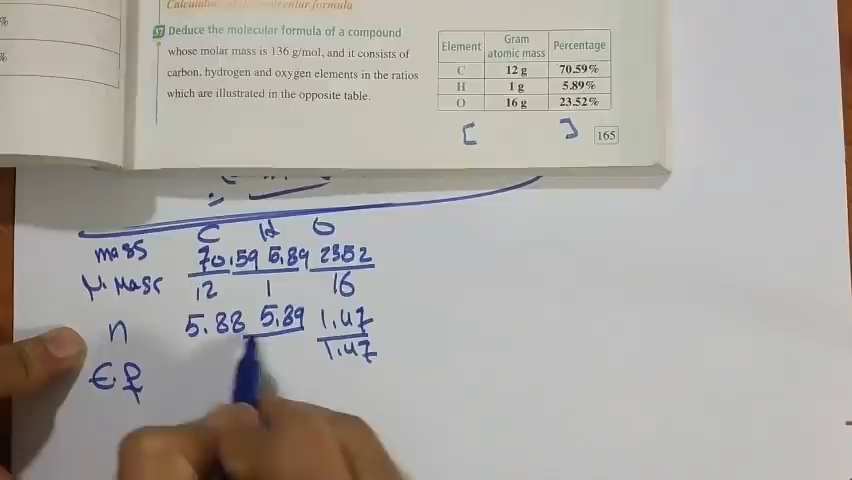 Calculation of the molecular formula
%
%
37 Deduce the molecular formula of a compound
whose molar mass is 136 g/mol, and it consists of
carbon, hydrogen and oxygen elements in the ratios
which are illustrated in the opposite table.
Element Gram atomic mass Percentage
C 12 g 70.59%
H 1 g 5.89%
O 16 g 23.52%
[ ]
165
C H O
mass 70.59 5.89 2352
M. Mass 12 1 16
n 5.88 5.89 1.47
1.47
E.F